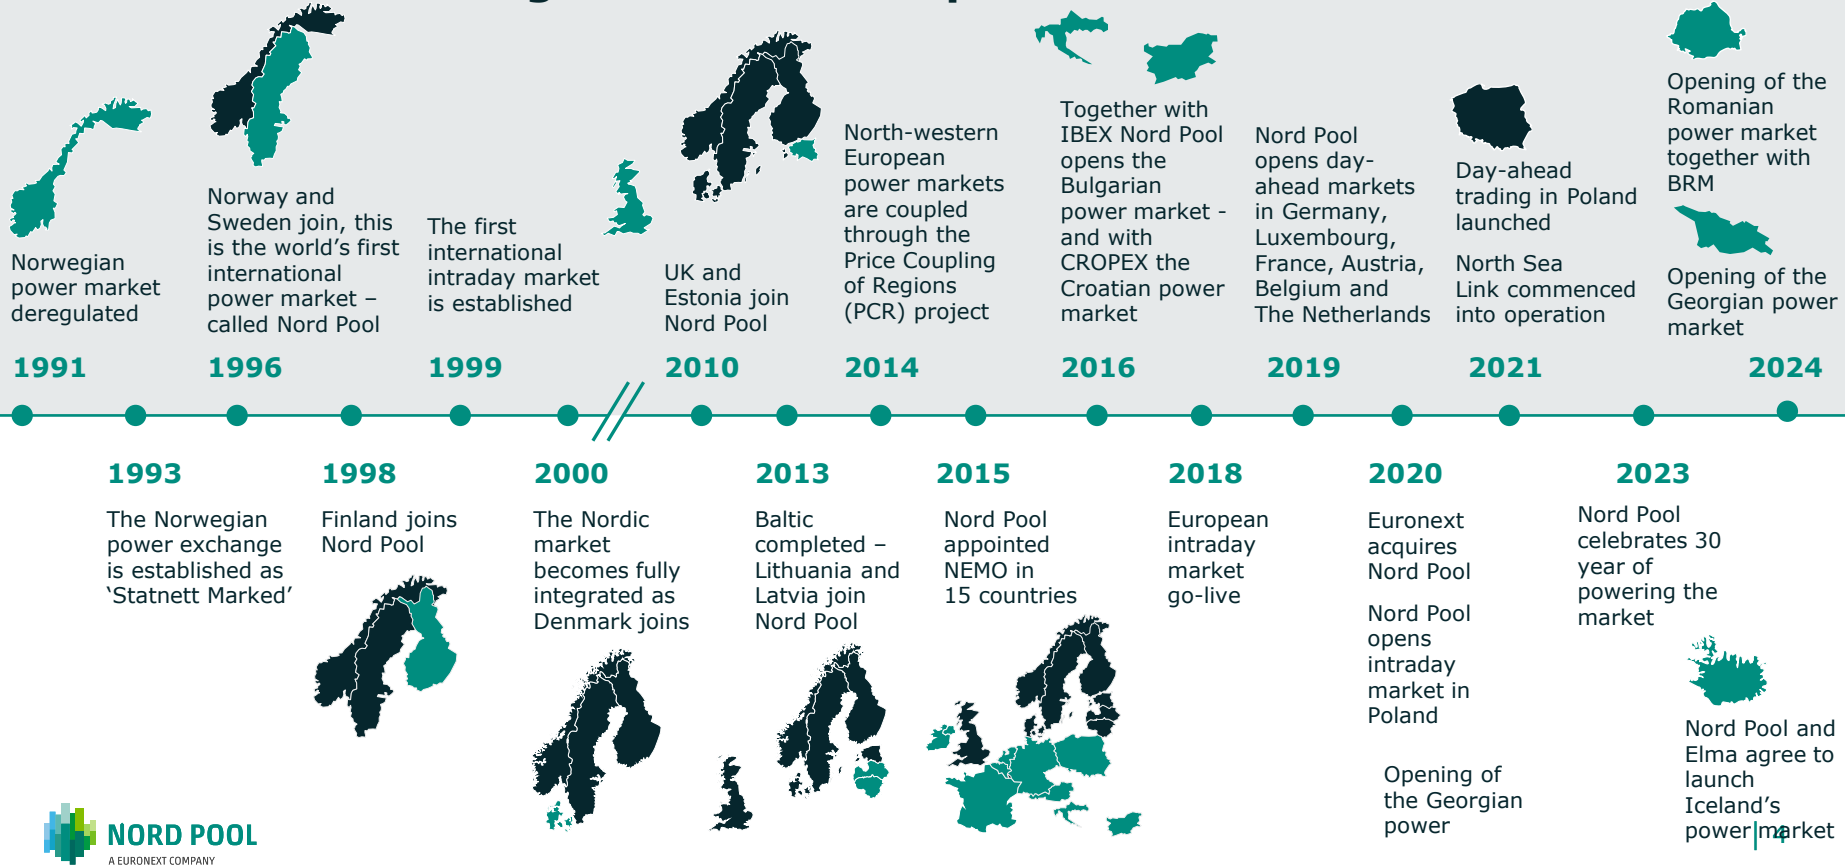 Norwegian
power market
deregulated
1991
Norway and
Sweden join, this
is the world's first
international
power market –
called Nord Pool
1996
The first
international
intraday market
is established
1999
UK and
Estonia join
Nord Pool
2010
North-western
European
power markets
are coupled
through the
Price Coupling
of Regions
(PCR) project
2014
Together with
IBEX Nord Pool
opens the
Bulgarian
power market -
and with
CROPEX the
Croatian power
market
2016
Nord Pool
opens day-
ahead markets
in Germany,
Luxembourg,
France, Austria,
Belgium and
The Netherlands
2019
Day-ahead
trading in Poland
launched
North Sea
Link commenced
into operation
2021
Opening of the
Romanian
power market
together with
BRM
Opening of the
Georgian power
market
2024
1993
The Norwegian
power exchange
is established as
‘Statnett Marked’
1998
Finland joins
Nord Pool
2000
The Nordic
market
becomes fully
integrated as
Denmark joins
2013
Baltic
completed –
Lithuania and
Latvia join
Nord Pool
2015
Nord Pool
appointed
NEMO in
15 countries
2018
European
intraday
market
go-live
2020
Euronext
acquires
Nord Pool
Nord Pool
opens
intraday
market in
Poland
Opening of
the Georgian
power
2023
Nord Pool
celebrates 30
year of
powering the
market
Nord Pool and
Elma agree to
launch
Iceland's
power market
NORD POOL
A EURONEXT COMPANY
4